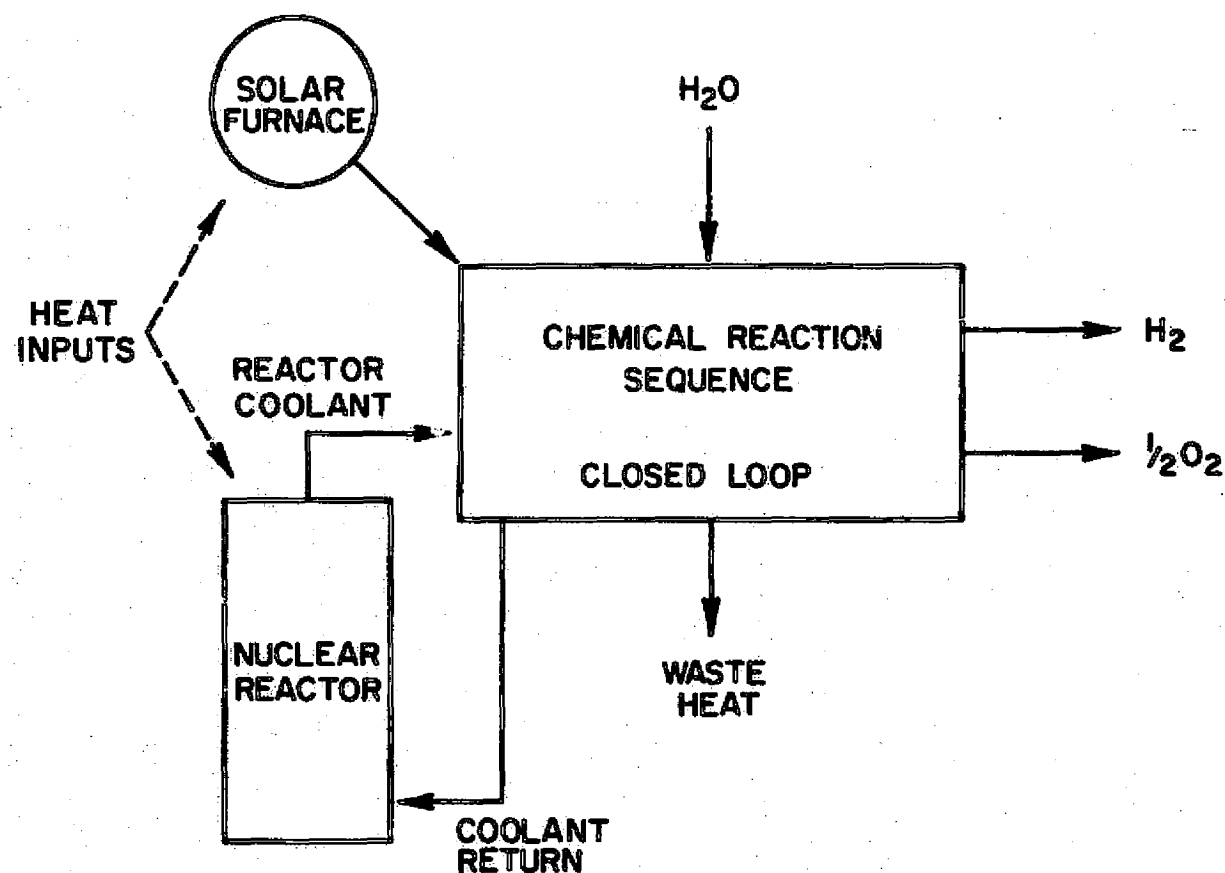 SOLAR
FURNACE
H₂O
HEAT
INPUTS
REACTOR
COOLANT
CHEMICAL REACTION
SEQUENCE
CLOSED LOOP
H₂
½O₂
NUCLEAR
REACTOR
WASTE
HEAT
COOLANT
RETURN